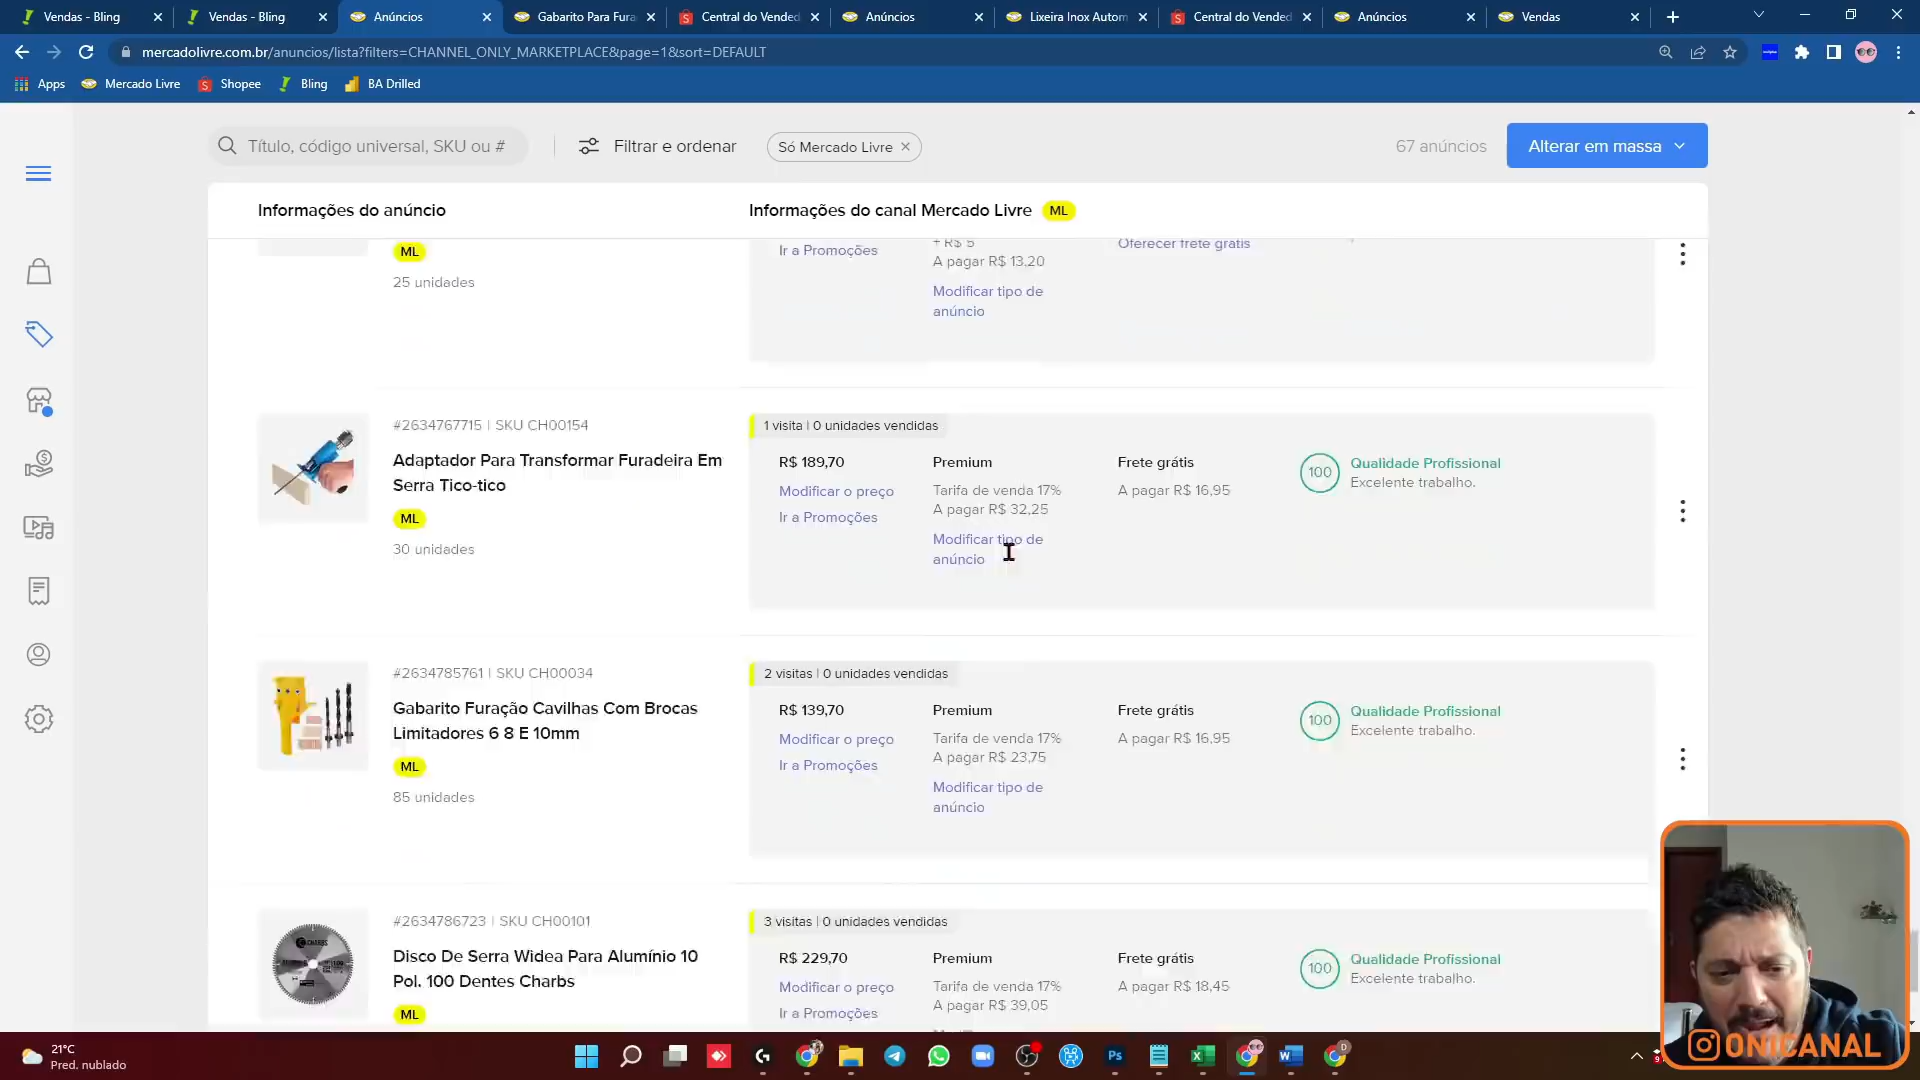 Vendas - Bling
Vendas - Bling
Anúncios
Gabarito Para Fura
Central do Vended
Anúncios
Lixeira Inox Autom
Central do Vended
Anúncios
Vendas
mercadolivre.com.br/anuncios/lista?filters=CHANNEL_ONLY_MARKETPLACE&page=1&sort=DEFAULT
Apps
Mercado Livre
Shopee
Bling
BA Drilled
Título, código universal, SKU ou #
Filtrar e ordenar
Só Mercado Livre
67 anúncios
Alterar em massa
Informações do anúncio
Informações do canal Mercado Livre ML
ML
25 unidades
Ir a Promoções
+ R$ 5
A pagar R$ 13,20
Modificar tipo de
anúncio
Oferecer frete grátis
#2634767715 | SKU CH00154
Adaptador Para Transformar Furadeira Em
Serra Tico-tico
ML
30 unidades
1 visita | 0 unidades vendidas
R$ 189,70
Modificar o preço
Ir a Promoções
Premium
Tarifa de venda 17%
A pagar R$ 32,25
Modificar tipo de
anúncio
Frete grátis
A pagar R$ 16,95
100
Qualidade Profissional
Excelente trabalho.
#2634785761 | SKU CH00034
Gabarito Furação Cavilhas Com Brocas
Limitadores 6 8 E 10mm
ML
85 unidades
2 visitas | 0 unidades vendidas
R$ 139,70
Modificar o preço
Ir a Promoções
Premium
Tarifa de venda 17%
A pagar R$ 23,75
Modificar tipo de
anúncio
Frete grátis
A pagar R$ 16,95
100
Qualidade Profissional
Excelente trabalho.
#2634786723 | SKU CH00101
Disco De Serra Widea Para Alumínio 10
Pol. 100 Dentes Charbs
ML
CHARBS
3 visitas | 0 unidades vendidas
R$ 229,70
Modificar o preço
Ir a Promoções
Premium
Tarifa de venda 17%
A pagar R$ 39,05
Frete grátis
A pagar R$ 18,45
100
Qualidade Profissional
Excelente trabalho.
ONICANAL
21°C
Pred. nublado
Ps